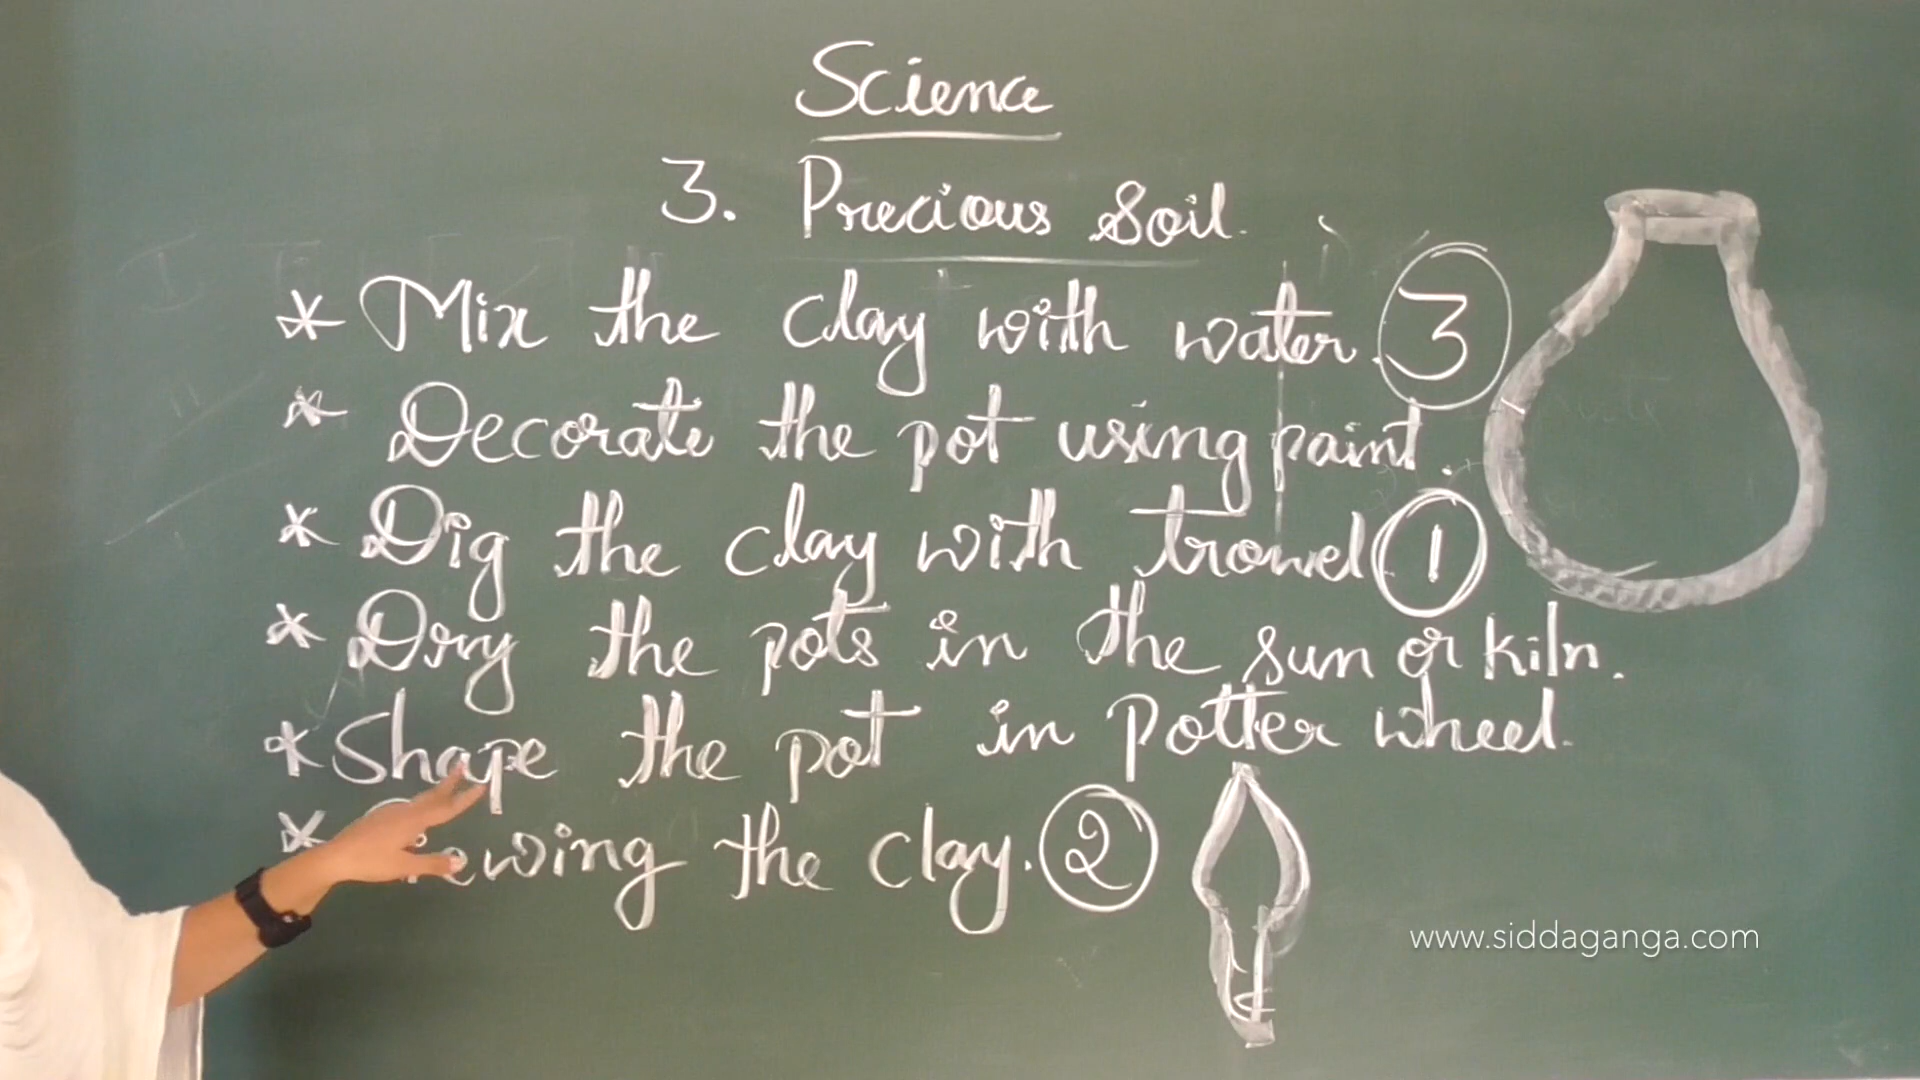 Science
3. Precious Soil.
* Mix the clay with water. 3
* Decorate the pot using paint.
* Dig the clay with trowel 1
* Dry the pots in the sun or kiln.
* Shape the pot in Potter wheel.
* the clay. 2
www.siddaganga.com